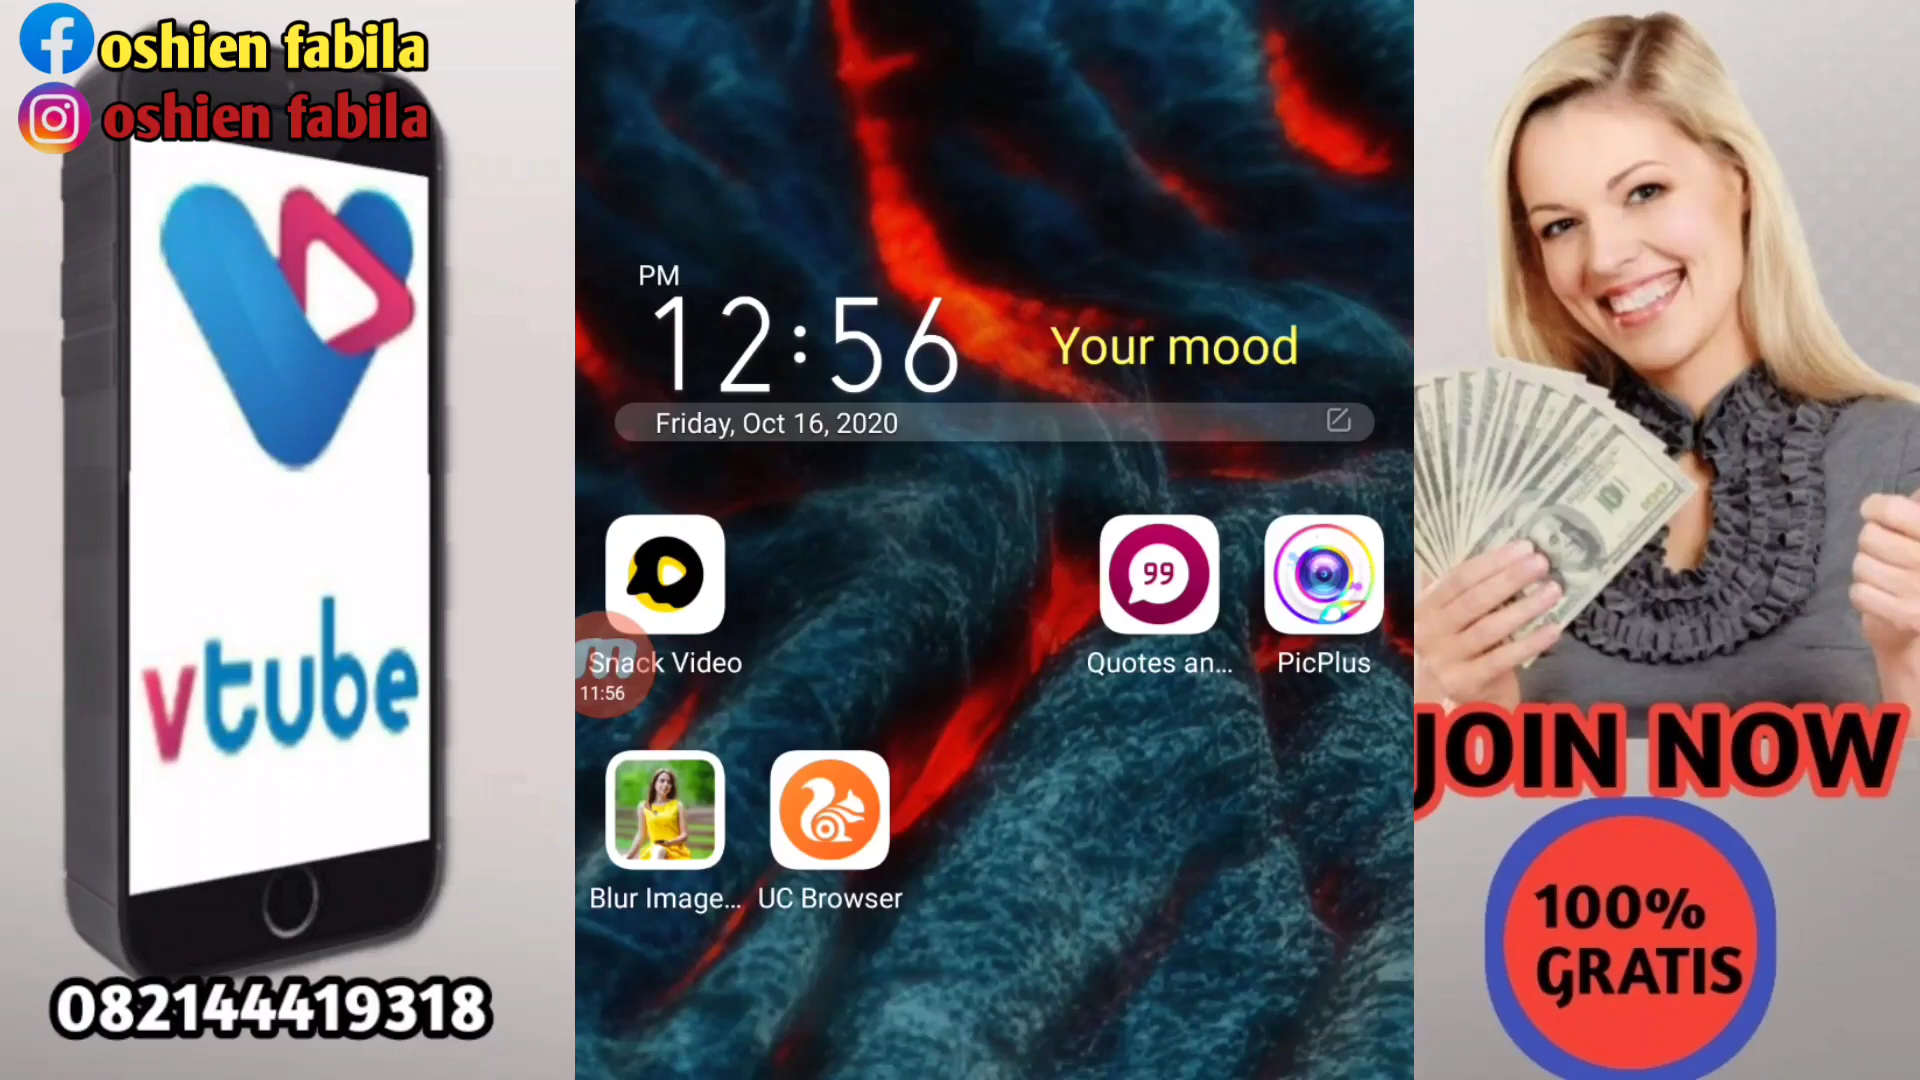 oshien fabila
oshien fabila
vtube
082144419318
PM
12:56
Your mood
Friday, Oct 16, 2020
Snack Video
11:56
99
Quotes an...
PicPlus
Blur Image...
UC Browser
JOIN NOW
100%
GRATIS